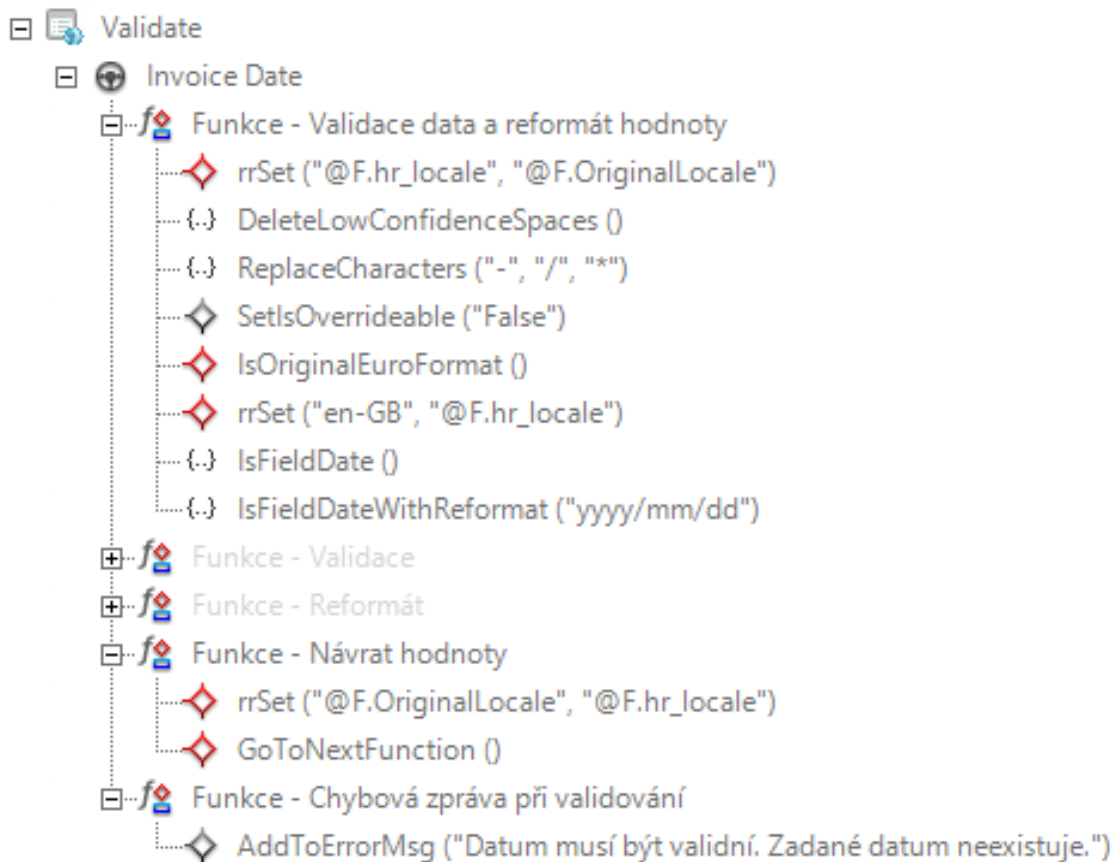 Validate
Invoice Date
Funkce - Validace data a reformát hodnoty
rrSet ("@F.hr_locale", "@F.OriginalLocale")
DeleteLowConfidenceSpaces ()
ReplaceCharacters ("-", "/", "*")
SetIsOverrideable ("False")
IsOriginalEuroFormat ()
rrSet ("en-GB", "@F.hr_locale")
IsFieldDate ()
IsFieldDateWithReformat ("yyyy/mm/dd")
Funkce - Validace
Funkce - Reformát
Funkce - Návrat hodnoty
rrSet ("@F.OriginalLocale", "@F.hr_locale")
GoToNextFunction ()
Funkce - Chybová zpráva při validování
AddToErrorMsg ("Datum musí být validní. Zadané datum neexistuje.")